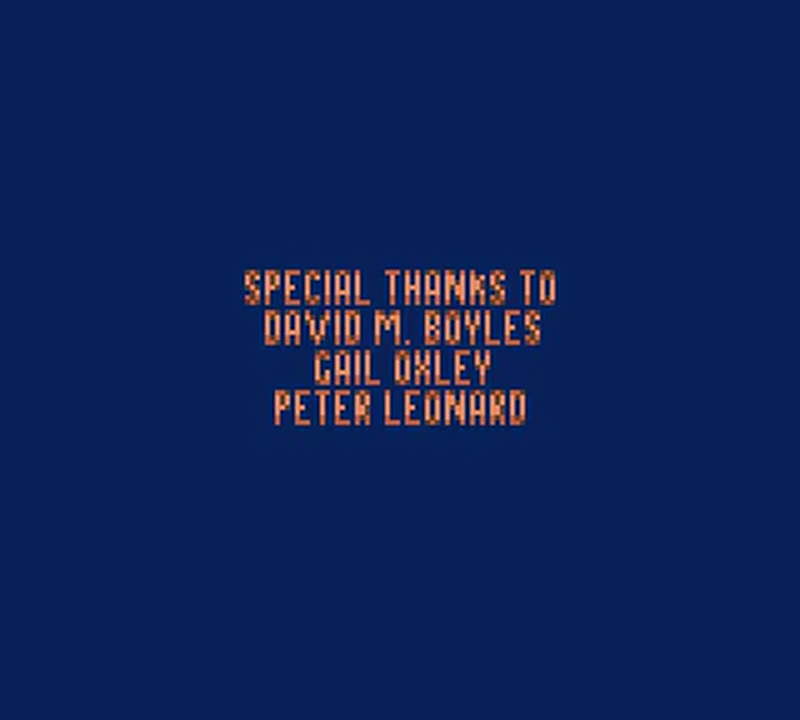 SPECIAL THANKS TO
DAVID M. BOYLES
GAIL OXLEY
PETER LEONARD